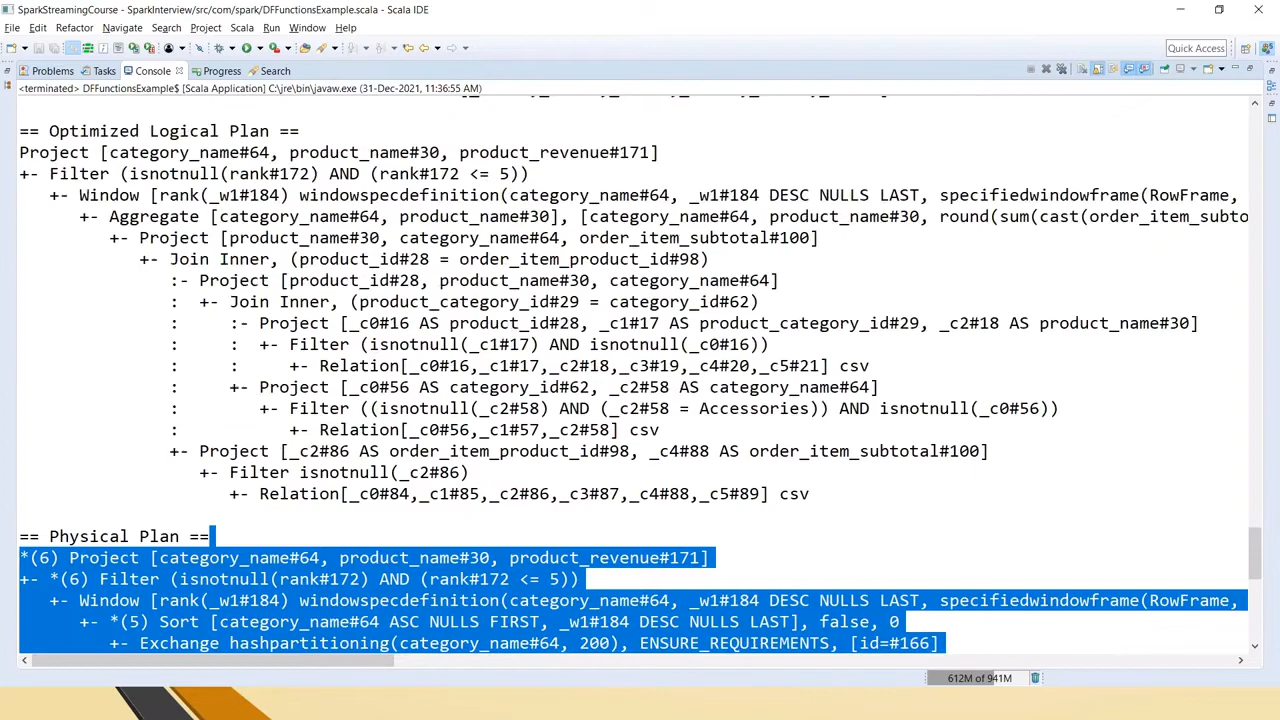 SparkStreamingCourse - SparkInterview/src/com/spark/DFFunctionsExample.scala - Scala IDE
File Edit Refactor Navigate Search Project Scala Run Window Help
Quick Access
Problems Tasks Console Progress Search
<terminated> DFFunctionsExample$ [Scala Application] C:\jre\bin\javaw.exe (31-Dec-2021, 11:36:55 AM)
== Optimized Logical Plan ==
Project [category_name#64, product_name#30, product_revenue#171]
+- Filter (isnotnull(rank#172) AND (rank#172 <= 5))
+- Window [rank(_w1#184) windowspecdefinition(category_name#64, _w1#184 DESC NULLS LAST, specifiedwindowframe(RowFrame,
+- Aggregate [category_name#64, product_name#30], [category_name#64, product_name#30, round(sum(cast(order_item_subto
+- Project [product_name#30, category_name#64, order_item_subtotal#100]
+- Join Inner, (product_id#28 = order_item_product_id#98)
:- Project [product_id#28, product_name#30, category_name#64]
: +- Join Inner, (product_category_id#29 = category_id#62)
: :- Project [_c0#16 AS product_id#28, _c1#17 AS product_category_id#29, _c2#18 AS product_name#30]
: : +- Filter (isnotnull(_c1#17) AND isnotnull(_c0#16))
: : +- Relation[_c0#16,_c1#17,_c2#18,_c3#19,_c4#20,_c5#21] csv
: +- Project [_c0#56 AS category_id#62, _c2#58 AS category_name#64]
: +- Filter ((isnotnull(_c2#58) AND (_c2#58 = Accessories)) AND isnotnull(_c0#56))
: +- Relation[_c0#56,_c1#57,_c2#58] csv
+- Project [_c2#86 AS order_item_product_id#98, _c4#88 AS order_item_subtotal#100]
+- Filter isnotnull(_c2#86)
+- Relation[_c0#84,_c1#85,_c2#86,_c3#87,_c4#88,_c5#89] csv
== Physical Plan ==
*(6) Project [category_name#64, product_name#30, product_revenue#171]
+- *(6) Filter (isnotnull(rank#172) AND (rank#172 <= 5))
+- Window [rank(_w1#184) windowspecdefinition(category_name#64, _w1#184 DESC NULLS LAST, specifiedwindowframe(RowFrame,
+- *(5) Sort [category_name#64 ASC NULLS FIRST, _w1#184 DESC NULLS LAST], false, 0
+- Exchange hashpartitioning(category_name#64, 200), ENSURE_REQUIREMENTS, [id=#166]
612M of 941M